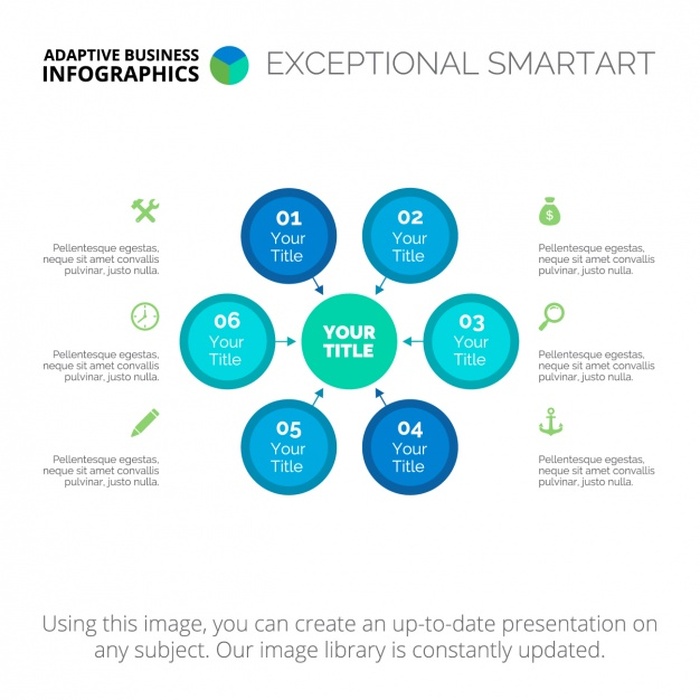 ADAPTIVE BUSINESS
INFOGRAPHICS
EXCEPTIONAL SMARTART
01
Your
Title
02
Your
Title
$
Pellentesque egestas,
neque sit amet convallis
pulvinar, justo nulla.
Pellentesque egestas,
neque sit amet convallis
pulvinar, justo nulla.
06
Your
Title
YOUR
TITLE
03
Your
Title
Pellentesque egestas,
neque sit amet convallis
pulvinar, justo nulla.
Pellentesque egestas,
neque sit amet convallis
pulvinar, justo nulla.
05
Your
Title
04
Your
Title
Pellentesque egestas,
neque sit amet convallis
pulvinar, justo nulla.
Pellentesque egestas,
neque sit amet convallis
pulvinar, justo nulla.
Using this image, you can create an up-to-date presentation on
any subject. Our image library is constantly updated.